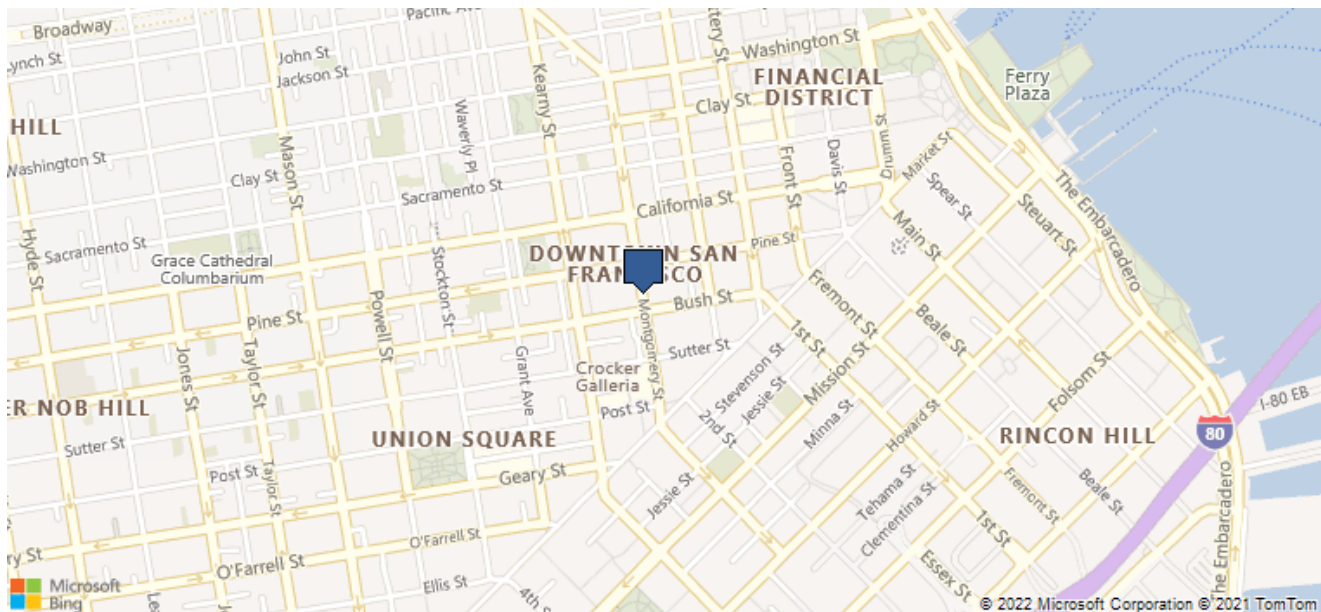 Broadway
Pacific Ave
Lynch St
John St
Jackson St
Kearny St
Battery St
Washington St
FINANCIAL
DISTRICT
Ferry
Plaza
HILL
Waverly Pl
Clay St
Washington St
Mason St
Clay St
Sacramento St
Front St
Davis St
Drumm St
Market St
Spear St
The Embarcadero
Steuart St
California St
Main St
Hyde St
Sacramento St
Grace Cathedral
Columbarium
Stockton St
DOWNTOWN SAN
FRANCISCO
Pine St
Pine St
Powell St
Montgomery St
Bush St
Fremont St
1st St
Beale St
Jones St
Taylor St
Grant Ave
Sutter St
Crocker
Galleria
Stevenson St
Jessie St
Mission St
Folsom St
I-80 EB
80
ER NOB HILL
Post St
2nd St
Minna St
Howard St
RINCON HILL
Sutter St
UNION SQUARE
Post St
Taylor St
Geary St
Jessie St
Tehama St
Clementina St
Fremont St
Beale St
The Embarcadero
1st St
Essex St
ry St
O'Farrell St
O'Farrell St
Ellis St
4th St
Microsoft
Bing
© 2022 Microsoft Corporation © 2021 TomTom